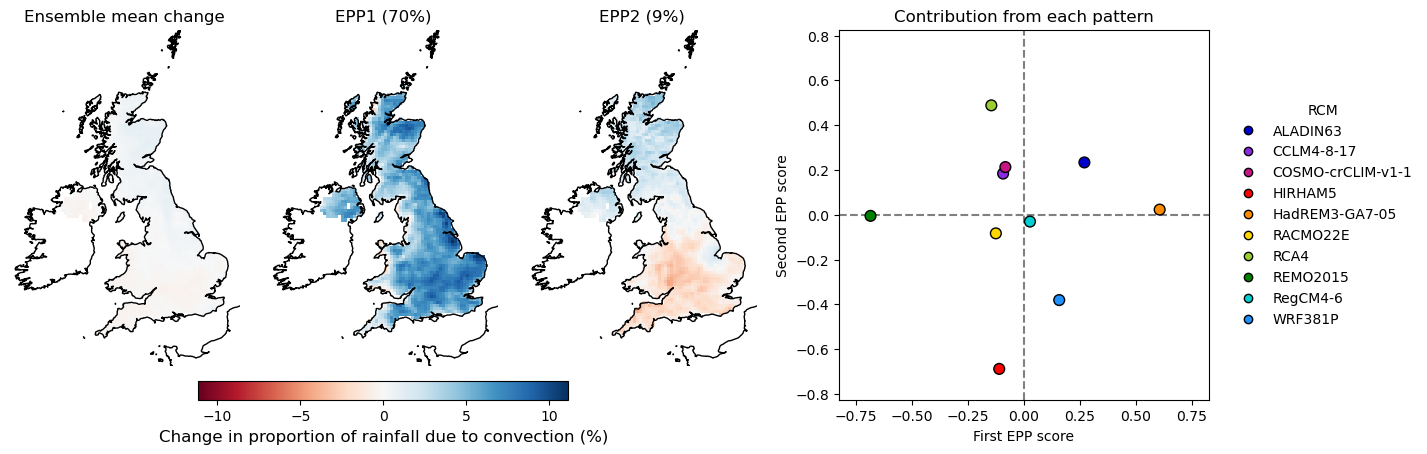 Ensemble mean change
EPP1 (70%)
EPP2 (9%)
Contribution from each pattern
−10
−5
0
5
10
Change in proportion of rainfall due to convection (%)
Second EPP score
0.8
0.6
0.4
0.2
0.0
−0.2
−0.4
−0.6
−0.8
−0.75
−0.50
−0.25
0.00
0.25
0.50
0.75
First EPP score
RCM
ALADIN63
CCLM4-8-17
COSMO-crCLIM-v1-1
HIRHAM5
HadREM3-GA7-05
RACMO22E
RCA4
REMO2015
RegCM4-6
WRF381P